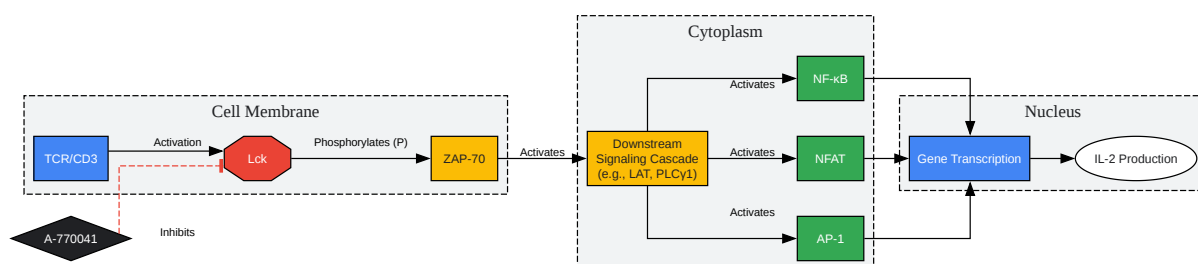 Cytoplasm
NF-κB
Activates
Cell Membrane
Nucleus
TCR/CD3
Activation
Lck
Phosphorylates (P)
ZAP-70
Activates
Downstream
Signaling Cascade
(e.g., LAT, PLCγ1)
Activates
NFAT
Gene Transcription
IL-2 Production
Activates
AP-1
A-770041
Inhibits